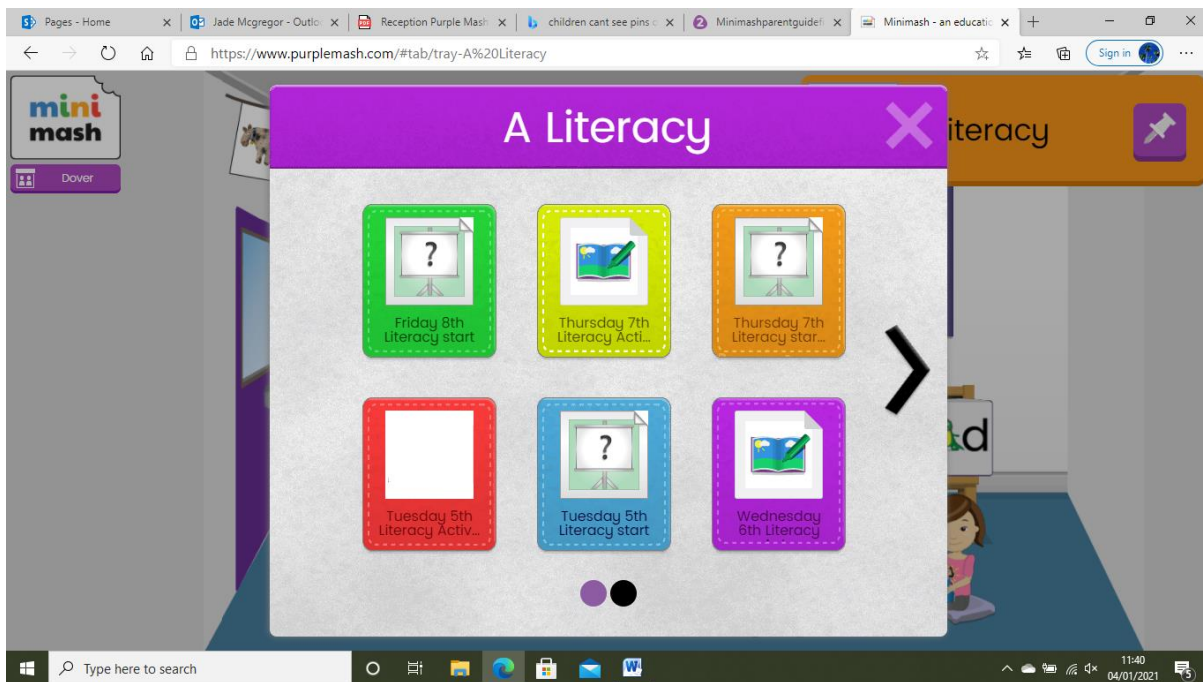 Pages - Home
Jade Mcgregor - Outlo
Reception Purple Mash
children cant see pins o
Minimashparentguidefi
Minimash - an educatic
https://www.purplemash.com/#tab/tray-A%20Literacy
Sign in
mini
mash
Dover
A Literacy
iteracy
Friday 8th
Literacy start
Thursday 7th
Literacy Acti...
Thursday 7th
Literacy star...
Tuesday 5th
Literacy Activ...
Tuesday 5th
Literacy start
Wednesday
6th Literacy
?
?
?
d
Type here to search
11:40
04/01/2021
5